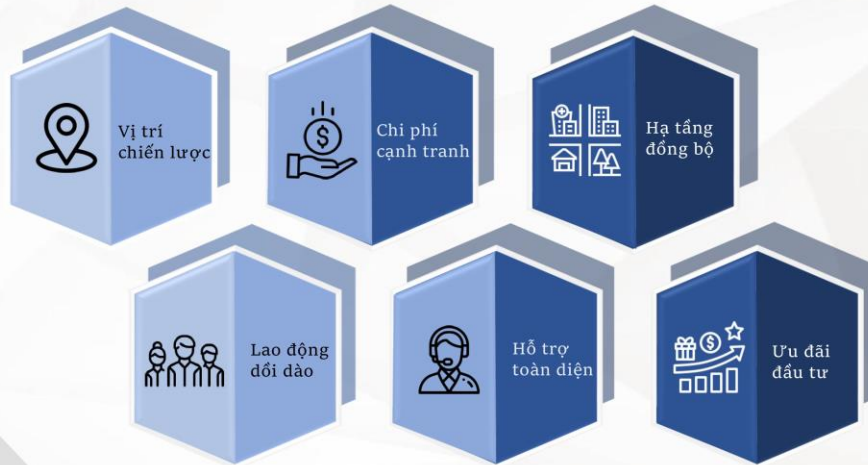 Vị trí
chiến lược
Chi phí
cạnh tranh
Hạ tầng
đồng bộ
Lao động
dồi dào
Hỗ trợ
toàn diện
Ưu đãi
đầu tư